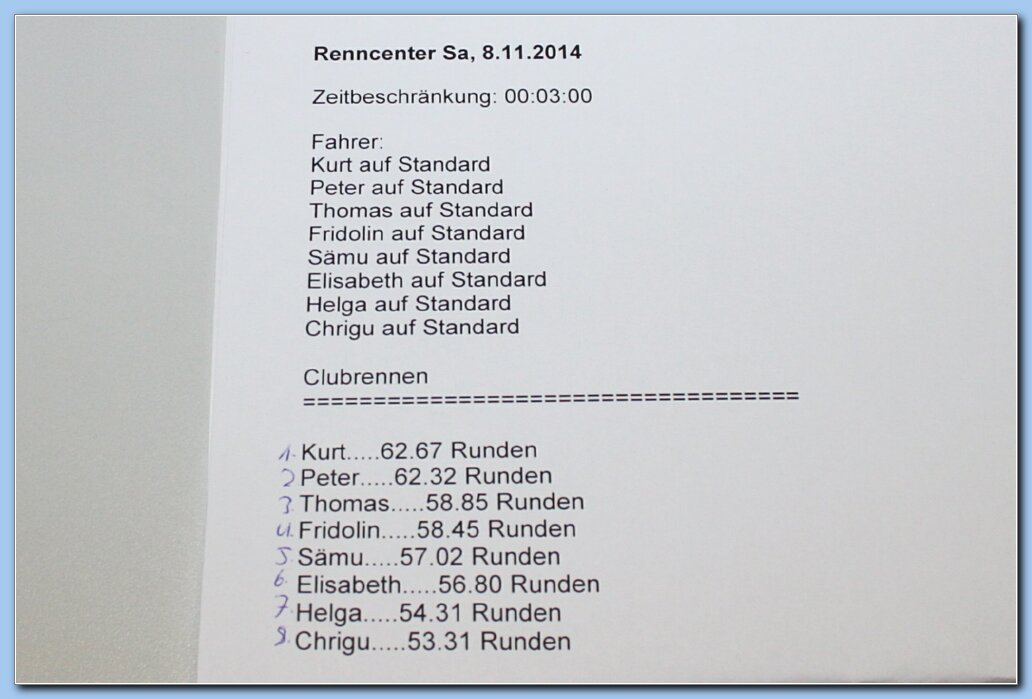 Renncenter Sa, 8.11.2014
Zeitbeschränkung: 00:03:00
Fahrer:
Kurt auf Standard
Peter auf Standard
Thomas auf Standard
Fridolin auf Standard
Sämu auf Standard
Elisabeth auf Standard
Helga auf Standard
Chrigu auf Standard
Clubrennen
===================================
1. Kurt.....62.67 Runden
2 Peter.....62.32 Runden
3. Thomas.....58.85 Runden
4. Fridolin.....58.45 Runden
5. Sämu.....57.02 Runden
6. Elisabeth.....56.80 Runden
7. Helga.....54.31 Runden
8. Chrigu.....53.31 Runden